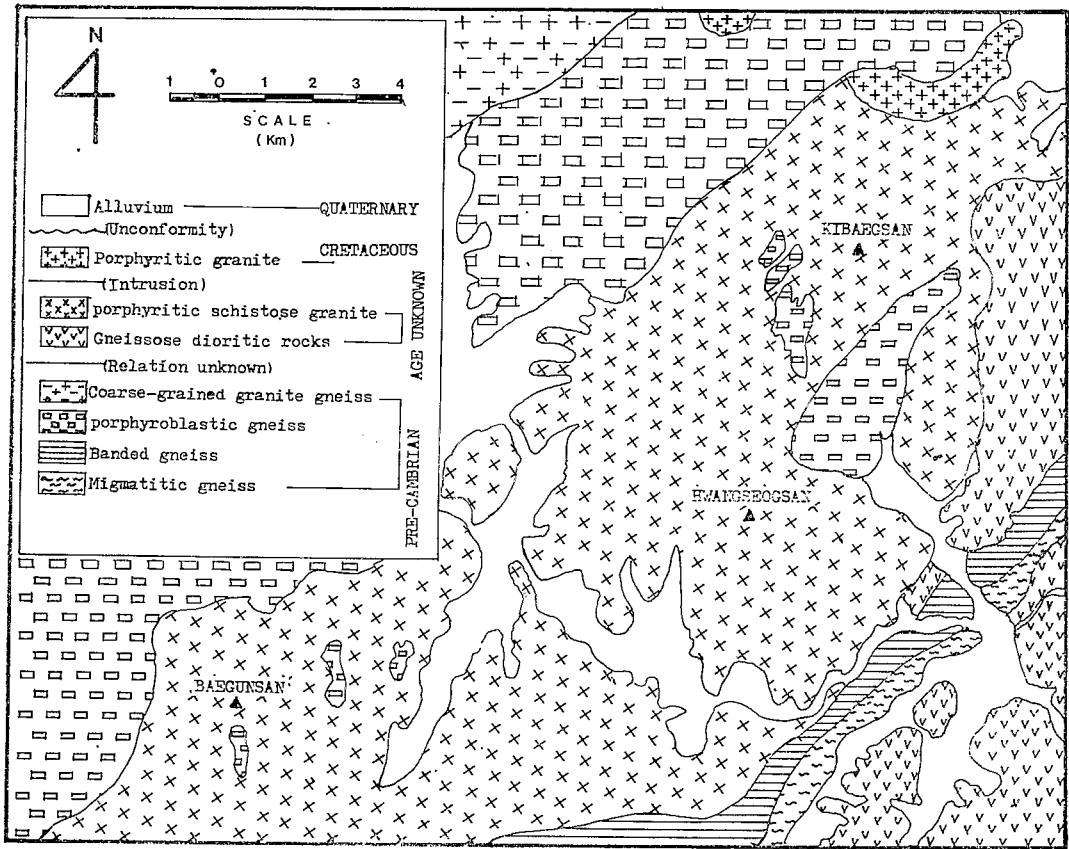 N
1 0 1 2 3 4
SCALE
(Km)
Alluvium QUATERNARY
(Unconformity)
Porphyritic granite CRETACEOUS
(Intrusion)
porphyritic schistose granite
Gneissose dioritic rocks
AGE UNKNOWN
(Relation unknown)
Coarse-grained granite gneiss
porphyroblastic gneiss
Banded gneiss
Migmatitic gneiss
PRE-CAMBRIAN
KIBAEGSAN
HWANGSEOGSAN
BAEGUNSAN